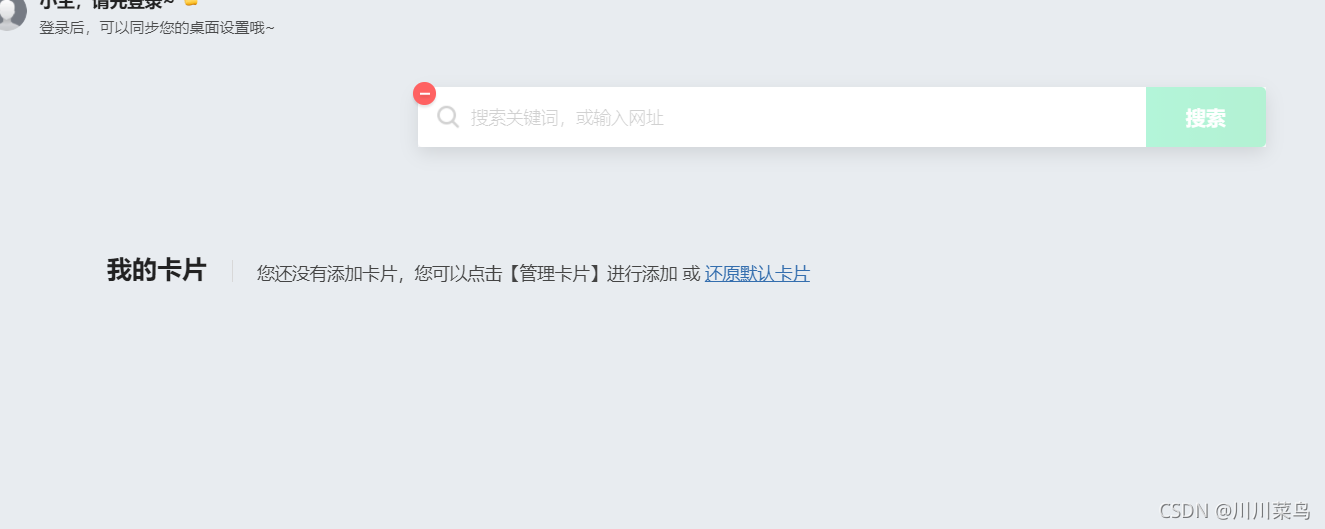 小主，请先登录~
登录后，可以同步您的桌面设置哦~
搜索关键词，或输入网址
搜索
我的卡片
您还没有添加卡片，您可以点击【管理卡片】进行添加 或 还原默认卡片
CSDN @川川菜鸟